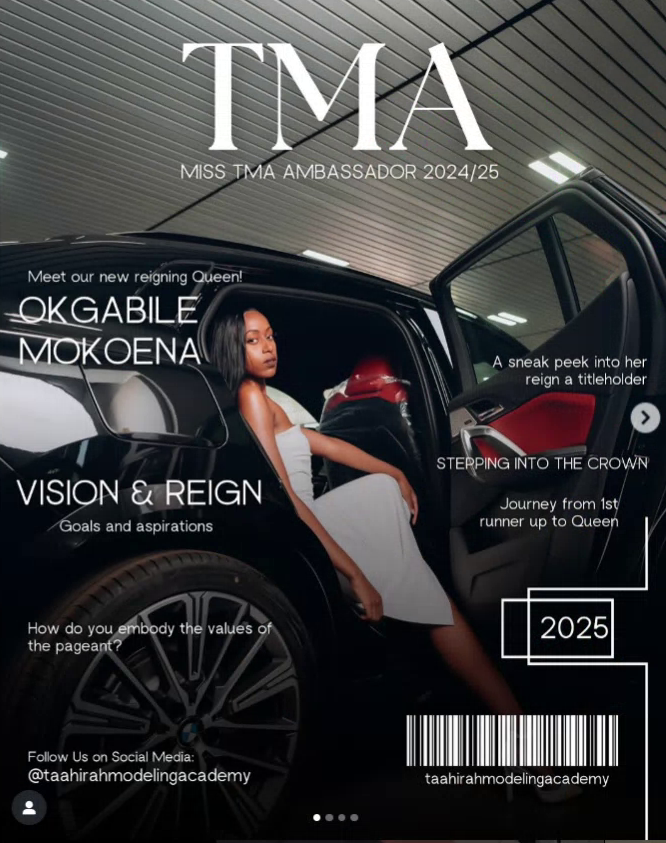 TMA
MISS TMA AMBASSADOR 2024/25
Meet our new reigning Queen!
OKGABILE
MOKOENA
A sneak peek into her
reign a titleholder
STEPPING INTO THE CROWN
VISION & REIGN
Goals and aspirations
Journey from 1st
runner up to Queen
2025
How do you embody the values of
the pageant?
Follow Us on Social Media:
@taahirahmodelingacademy
taahirahmodelingacademy